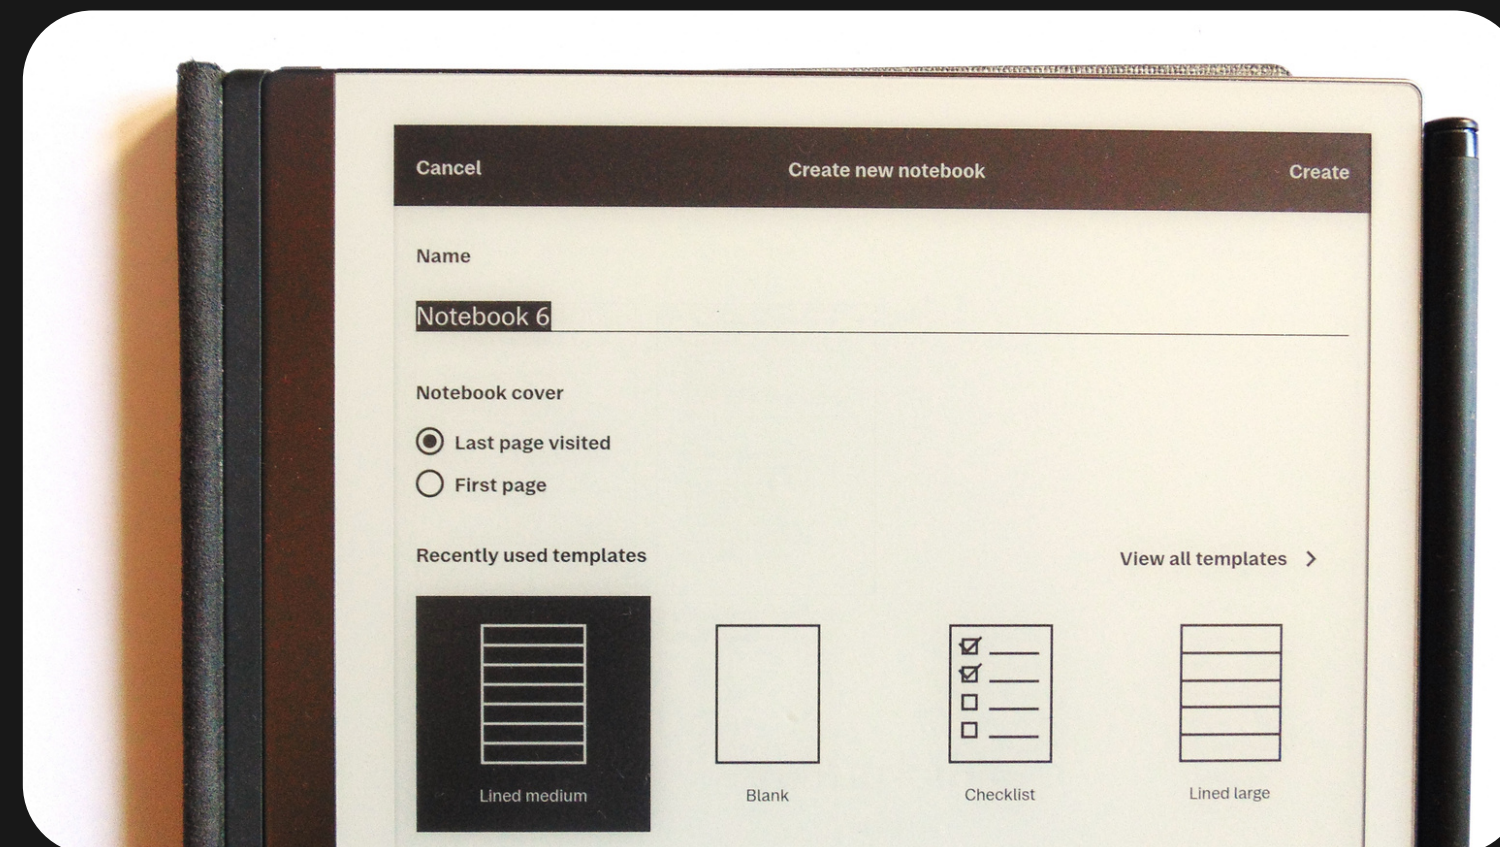 Cancel Create new notebook Create
Name
Notebook 6
Notebook cover
Last page visited
First page
Recently used templates View all templates
Lined medium Blank Checklist Lined large